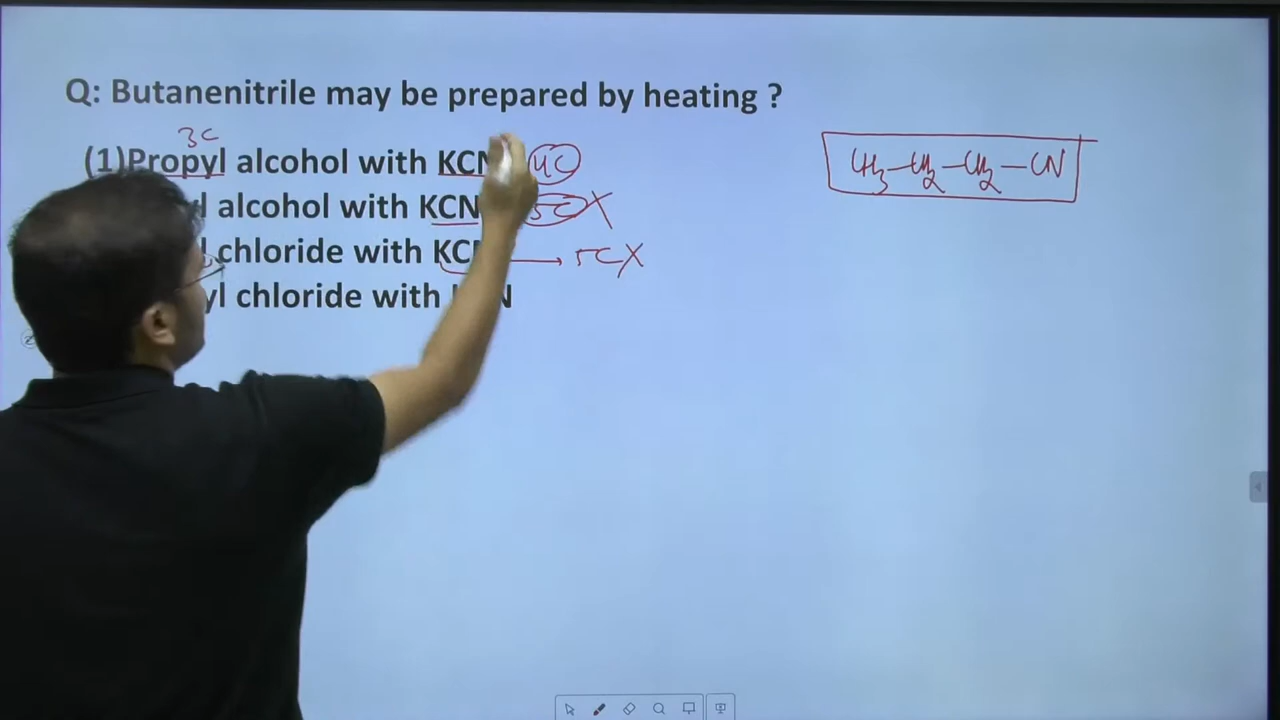 Q: Butanenitrile may be prepared by heating ?
3C
(1)Propyl alcohol with KCN 4C
CH3-CH2-CH2-CN
alcohol with KCN 5C X
chloride with KC → 5C X
yl chloride with